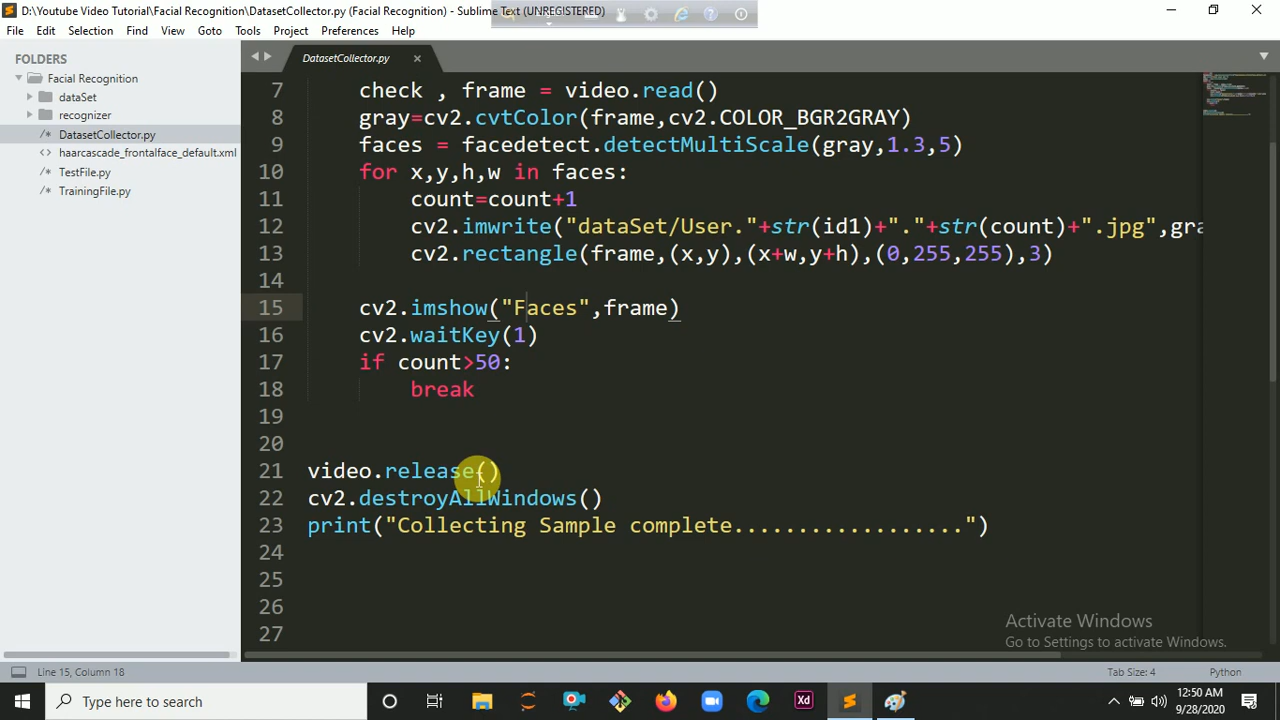 D:\Youtube Video Tutorial\Facial Recognition\DatasetCollector.py (Facial Recognition) - Sublime Text (UNREGISTERED)
File Edit Selection Find View Goto Tools Project Preferences Help
FOLDERS
Facial Recognition
dataSet
recognizer
DatasetCollector.py
haarcascade_frontalface_default.xml
TestFile.py
TrainingFile.py
DatasetCollector.py
7 check , frame = video.read()
8 gray=cv2.cvtColor(frame,cv2.COLOR_BGR2GRAY)
9 faces = facedetect.detectMultiScale(gray,1.3,5)
10 for x,y,h,w in faces:
11 count=count+1
12 cv2.imwrite("dataSet/User."+str(id1)+"."+str(count)+".jpg",gra
13 cv2.rectangle(frame,(x,y),(x+w,y+h),(0,255,255),3)
14
15 cv2.imshow("Faces",frame)
16 cv2.waitKey(1)
17 if count>50:
18 break
19
20
21 video.release()
22 cv2.destroyAllWindows()
23 print("Collecting Sample complete..................")
24
25
26
27
Activate Windows
Go to Settings to activate Windows.
Line 15, Column 18
Tab Size: 4
Python
Type here to search
Xd
12:50 AM
9/28/2020